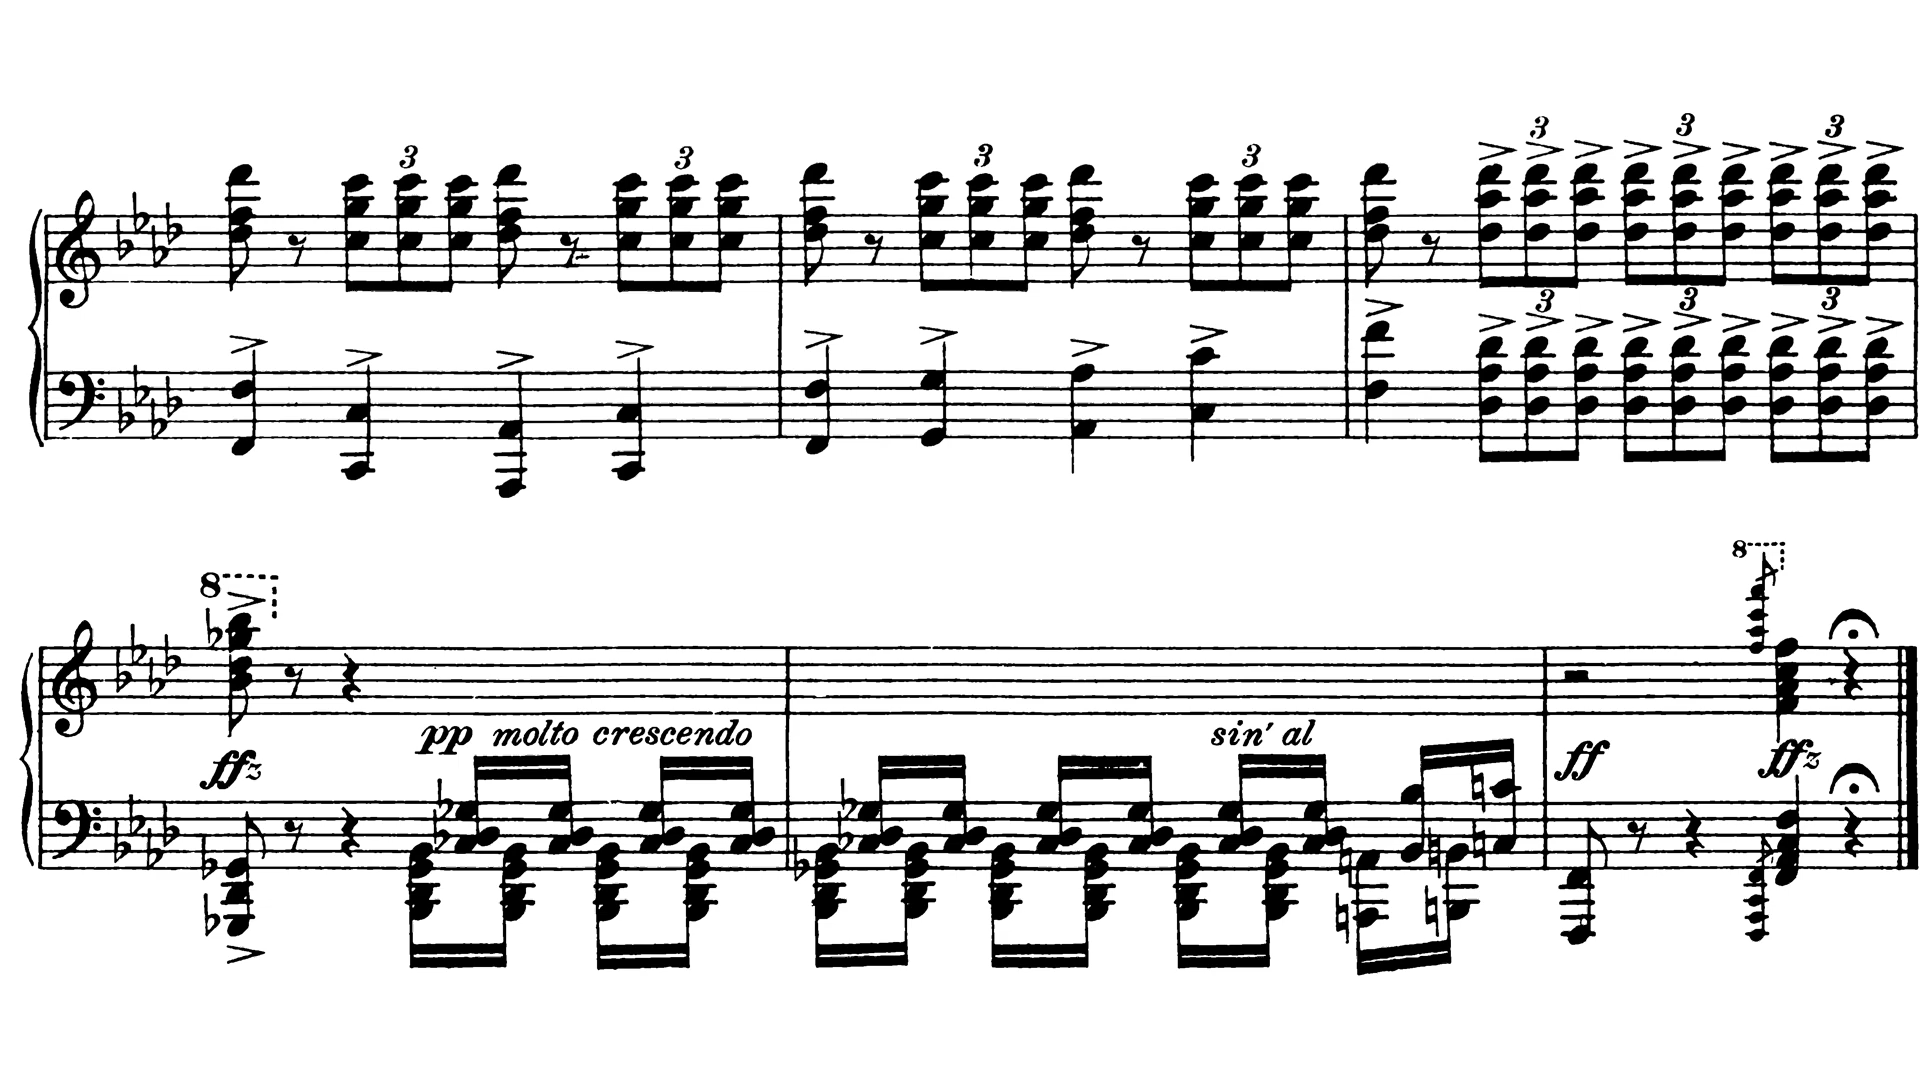 3 3 3 3 3 3 3
3 3 3
8
pp molto crescendo sin' al
8
ffz ff ffz